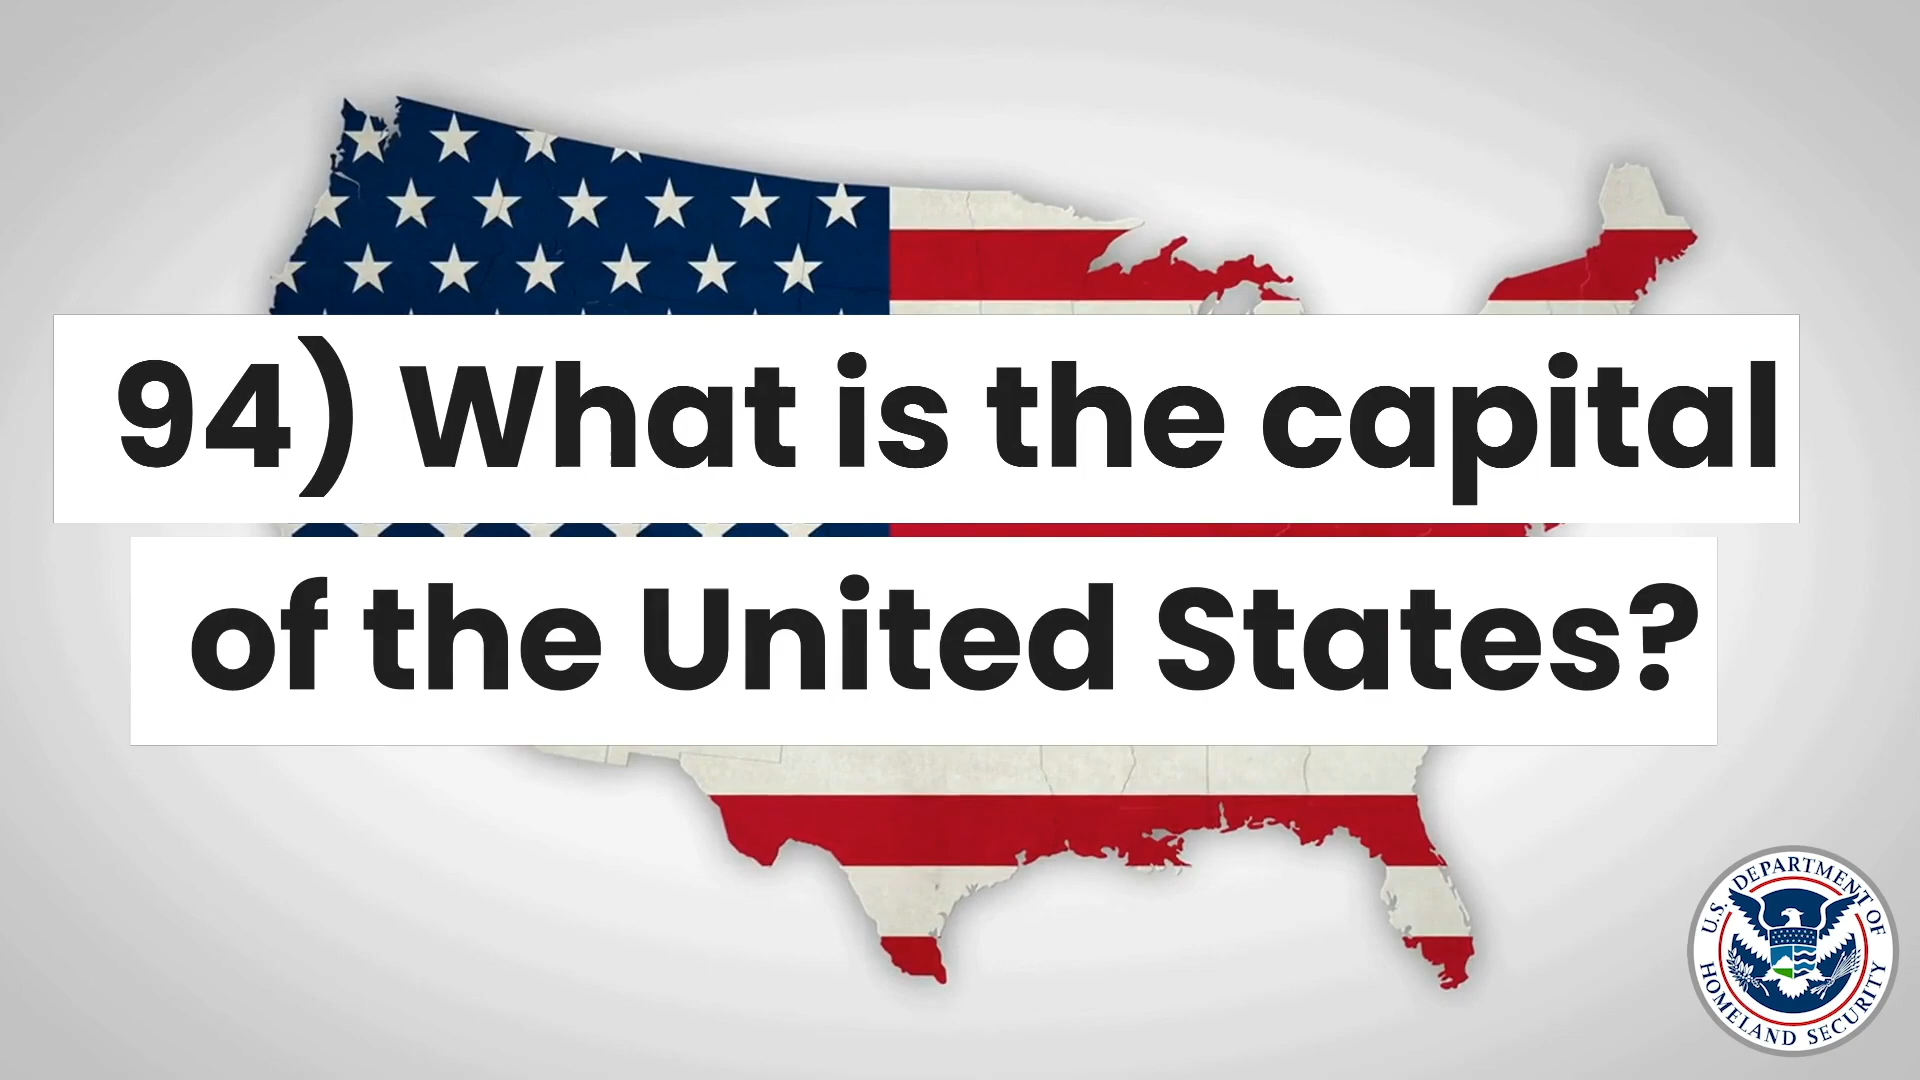 94) What is the capital
of the United States?
U.S. DEPARTMENT OF
HOMELAND SECURITY